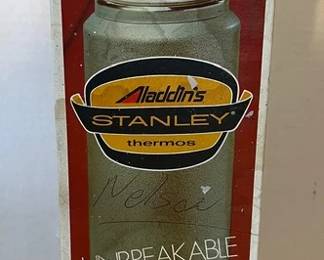 Aladdin's
STANLEY®
thermos
UNBREAKABLE